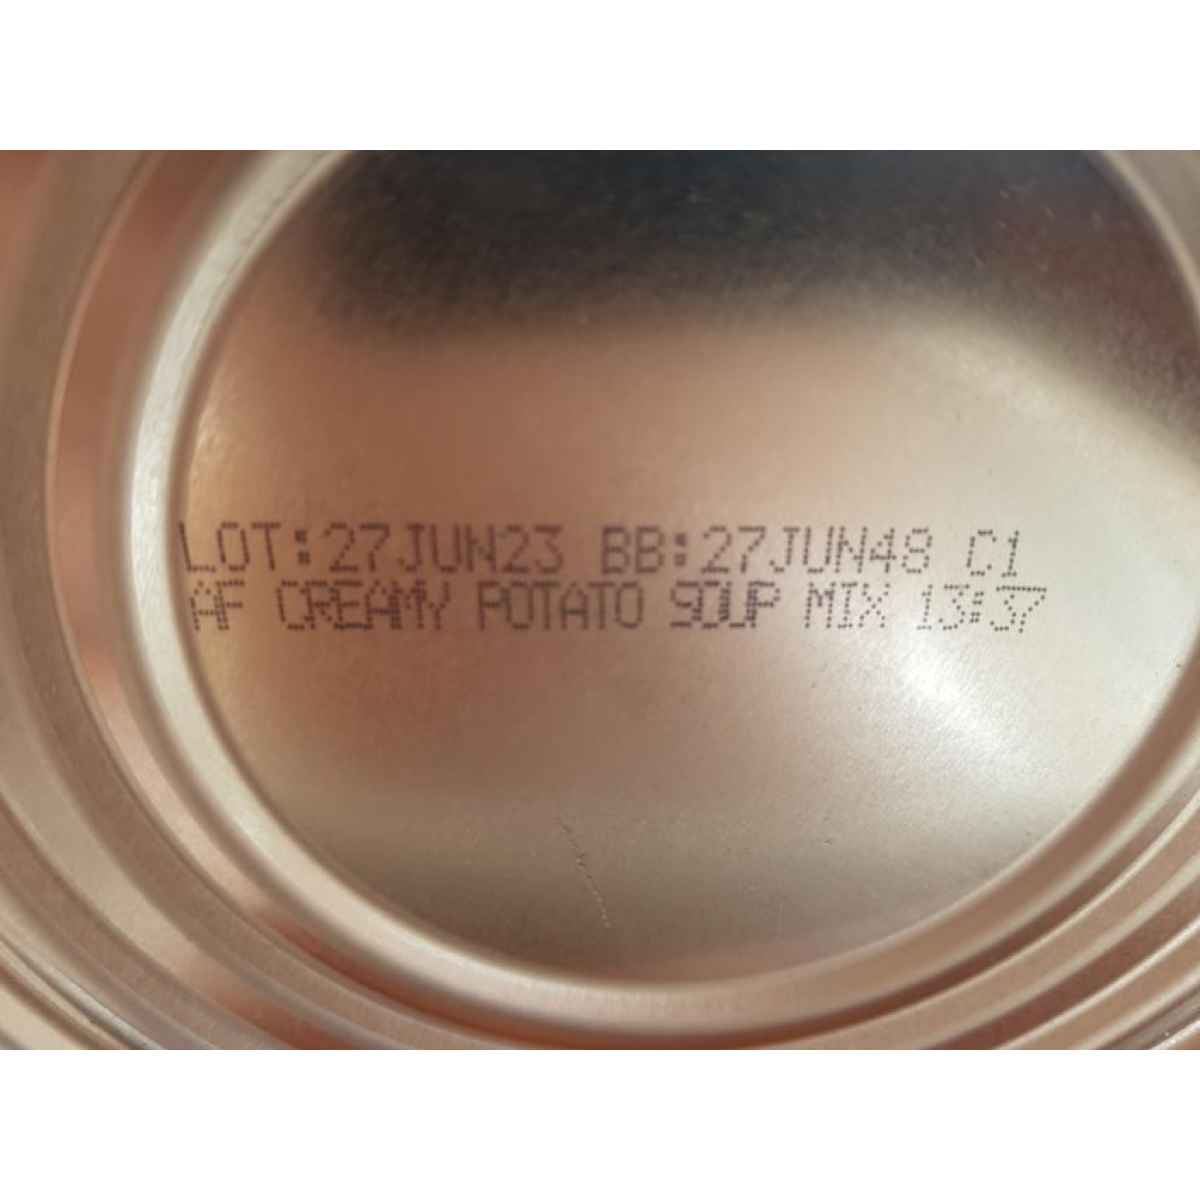 LOT:27JUN23 BB:27JUN48 C1
AF CREAMY POTATO SOUP MIX 13:37